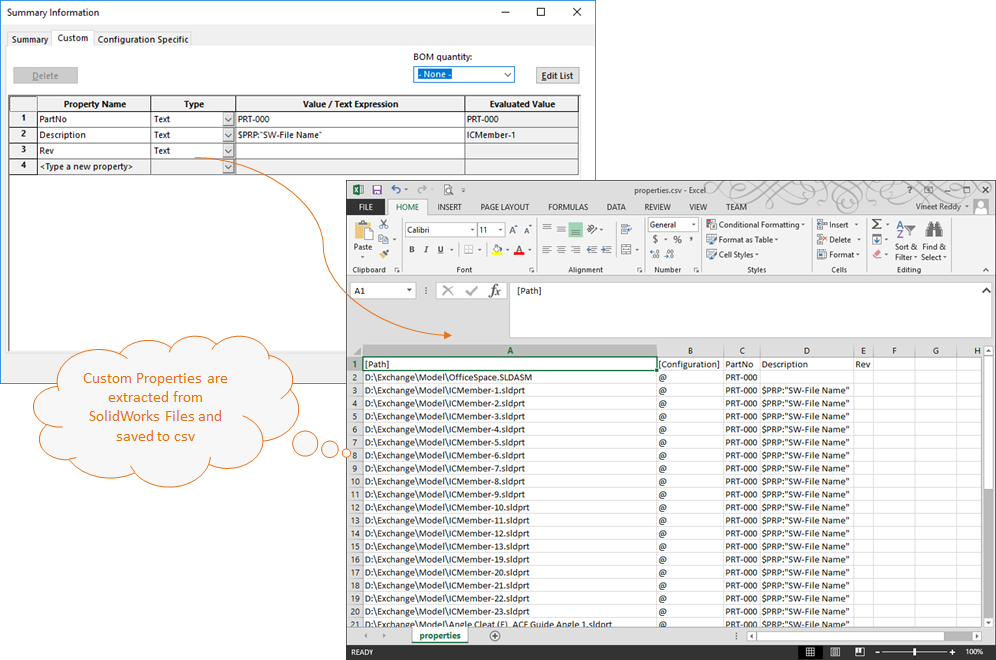 Summary Information
Summary Custom Configuration Specific
BOM quantity:
Delete - None - Edit List
Property Name Type Value / Text Expression Evaluated Value
1 PartNo Text PRT-000 PRT-000
2 Description Text $PRP:"SW-File Name" ICMember-1
3 Rev Text
4 <Type a new property>
Custom Properties are
extracted from
SolidWorks Files and
saved to csv
properties.csv - Excel
FILE HOME INSERT PAGE LAYOUT FORMULAS DATA REVIEW VIEW TEAM Vineet Reddy
Paste Calibri 11 General Conditional Formatting Insert
B I U $ % , Format as Table Delete Sort & Find &
Cell Styles Format Filter Select
Clipboard Font Alignment Number Styles Cells Editing
A1 fx [Path]
A B C D E F G H
1 [Path] [Configuration] PartNo Description Rev
2 D:\Exchange\Model\OfficeSpace.SLDASM @ PRT-000
3 D:\Exchange\Model\ICMember-1.sldprt @ PRT-000 $PRP:"SW-File Name"
4 D:\Exchange\Model\ICMember-2.sldprt @ PRT-000 $PRP:"SW-File Name"
5 D:\Exchange\Model\ICMember-3.sldprt @ PRT-000 $PRP:"SW-File Name"
6 D:\Exchange\Model\ICMember-4.sldprt @ PRT-000 $PRP:"SW-File Name"
7 D:\Exchange\Model\ICMember-5.sldprt @ PRT-000 $PRP:"SW-File Name"
8 D:\Exchange\Model\ICMember-6.sldprt @ PRT-000 $PRP:"SW-File Name"
9 D:\Exchange\Model\ICMember-7.sldprt @ PRT-000 $PRP:"SW-File Name"
10 D:\Exchange\Model\ICMember-8.sldprt @ PRT-000 $PRP:"SW-File Name"
11 D:\Exchange\Model\ICMember-9.sldprt @ PRT-000 $PRP:"SW-File Name"
12 D:\Exchange\Model\ICMember-10.sldprt @ PRT-000 $PRP:"SW-File Name"
13 D:\Exchange\Model\ICMember-11.sldprt @ PRT-000 $PRP:"SW-File Name"
14 D:\Exchange\Model\ICMember-12.sldprt @ PRT-000 $PRP:"SW-File Name"
15 D:\Exchange\Model\ICMember-13.sldprt @ PRT-000 $PRP:"SW-File Name"
16 D:\Exchange\Model\ICMember-19.sldprt @ PRT-000 $PRP:"SW-File Name"
17 D:\Exchange\Model\ICMember-20.sldprt @ PRT-000 $PRP:"SW-File Name"
18 D:\Exchange\Model\ICMember-21.sldprt @ PRT-000 $PRP:"SW-File Name"
19 D:\Exchange\Model\ICMember-22.sldprt @ PRT-000 $PRP:"SW-File Name"
20 D:\Exchange\Model\ICMember-23.sldprt @ PRT-000 $PRP:"SW-File Name"
21 D:\Exchange\Model\Angle Cleat (F)_ACF Guide Angle 1.sldprt @ PRT-000 $PRP:"SW-File Name"
properties
READY 100%